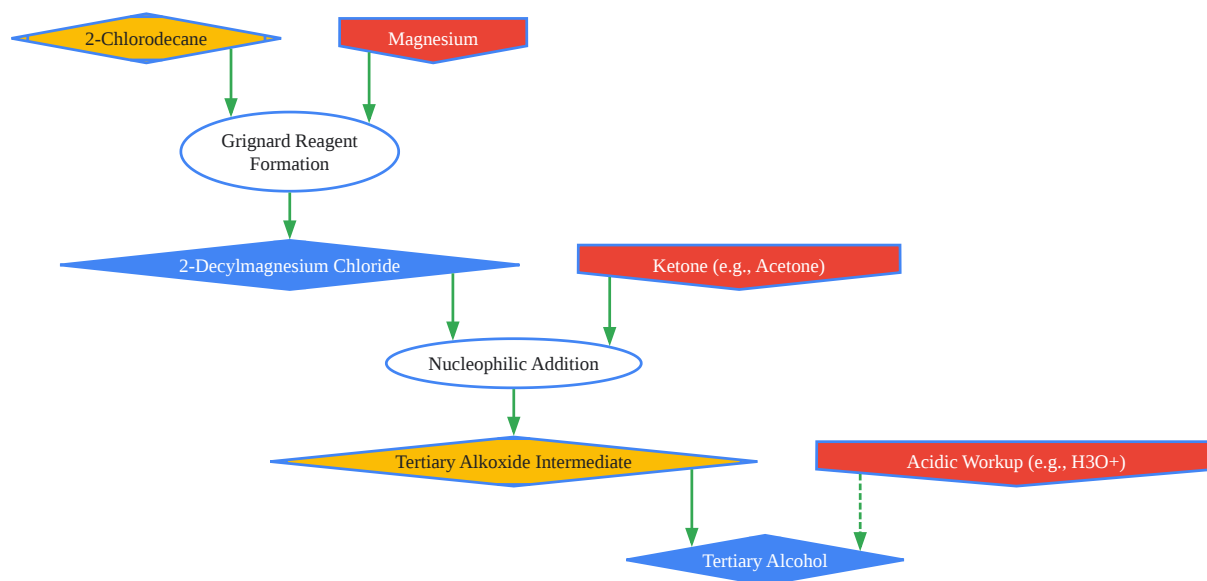 2-Chlorodecane
Magnesium
Grignard Reagent
Formation
2-Decylmagnesium Chloride
Ketone (e.g., Acetone)
Nucleophilic Addition
Tertiary Alkoxide Intermediate
Acidic Workup (e.g., H3O+)
Tertiary Alcohol